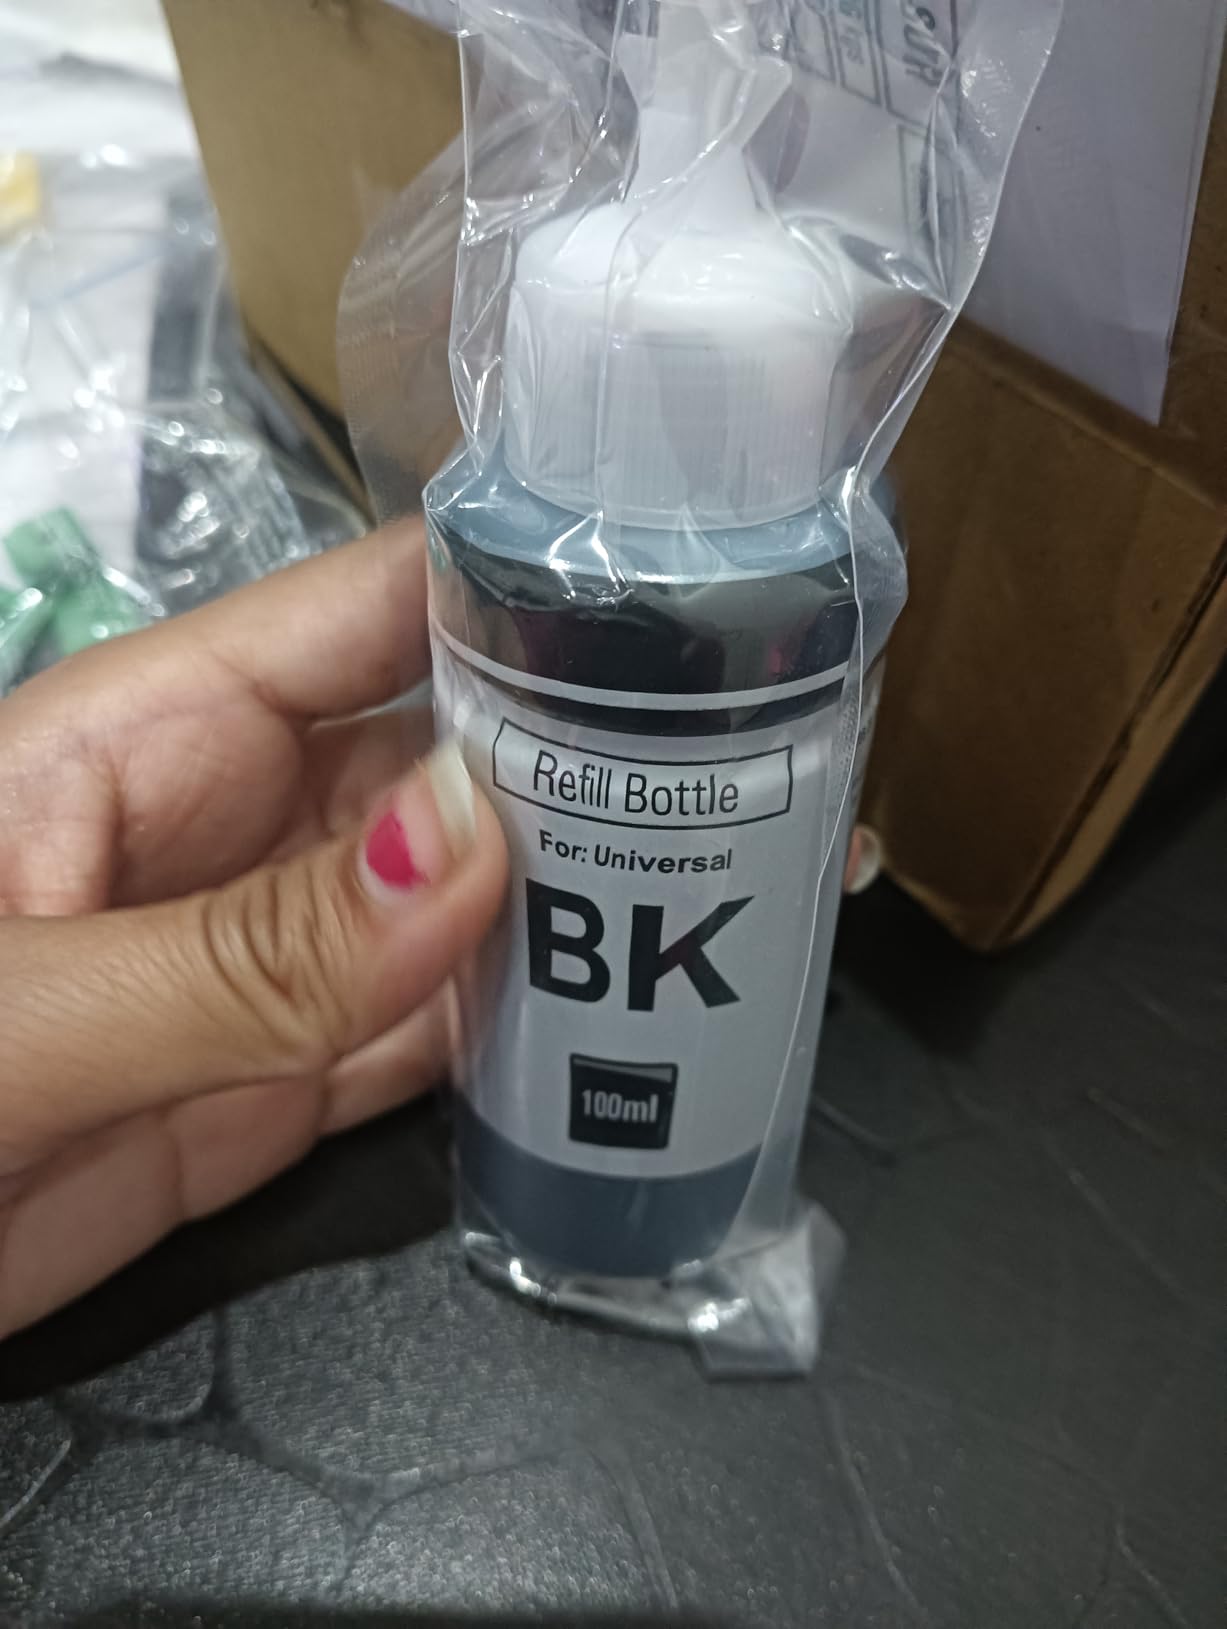 Refill Bottle
For: Universal
BK
100ml